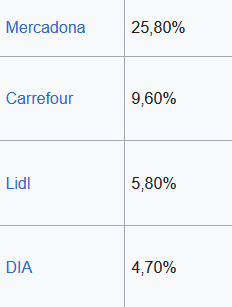 Mercadona 25,80%
Carrefour 9,60%
Lidl 5,80%
DIA 4,70%